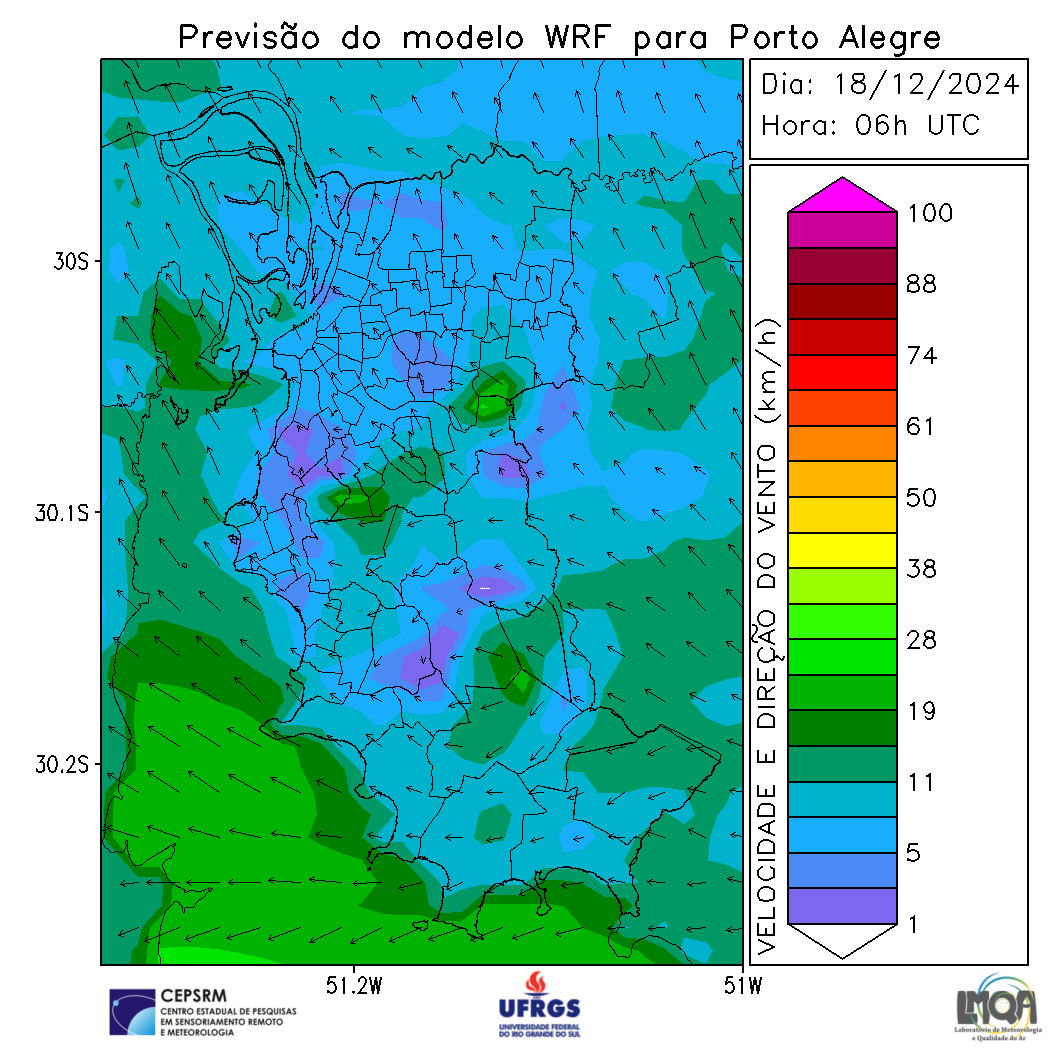 Previsão do modelo WRF para Porto Alegre
Dia: 18/12/2024
Hora: 06h UTC
30S
30.1S
30.2S
51.2W
51W
VELOCIDADE E DIREÇÃO DO VENTO (km/h)
100
88
74
61
50
38
28
19
11
5
1
CEPSRM
CENTRO ESTADUAL DE PESQUISAS
EM SENSORIAMENTO REMOTO
E METEOROLOGIA
UFRGS
UNIVERSIDADE FEDERAL
DO RIO GRANDE DO SUL
LMQA
Laboratório de Meteorologia
e Qualidade do Ar